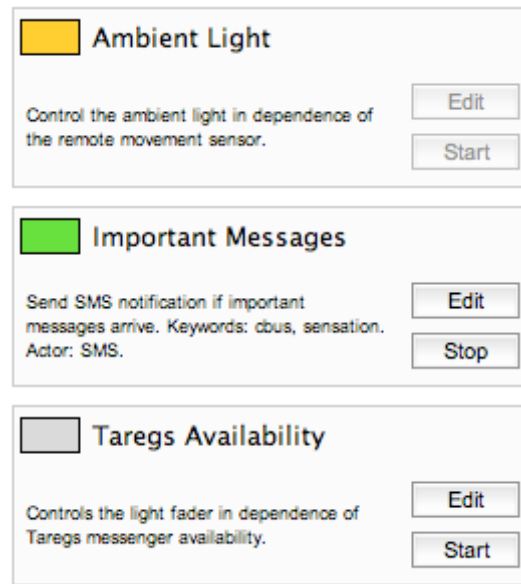 Ambient Light
Control the ambient light in dependence of
the remote movement sensor.
Edit
Start
Important Messages
Send SMS notification if important
messages arrive. Keywords: cbus, sensation.
Actor: SMS.
Edit
Stop
Taregs Availability
Controls the light fader in dependence of
Taregs messenger availability.
Edit
Start